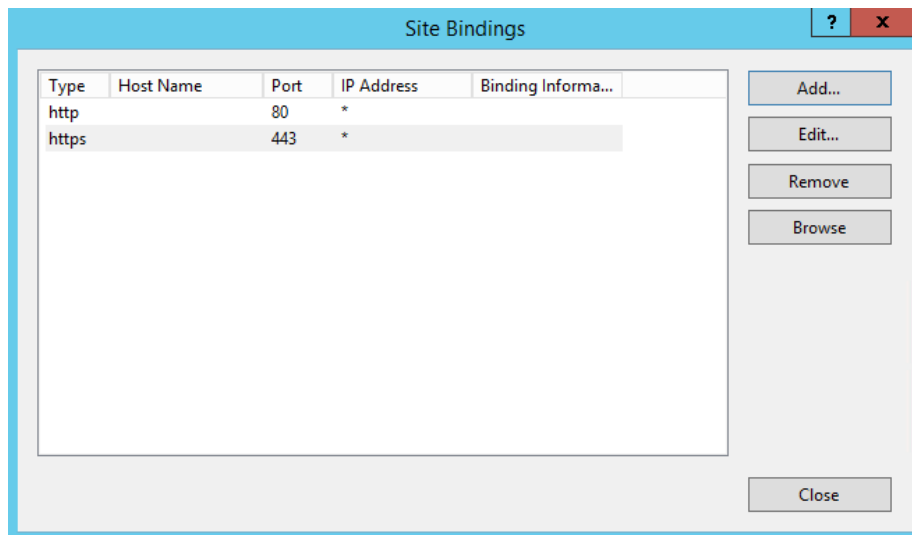 Site Bindings
?
x
Type Host Name Port IP Address Binding Informa...
http 80 *
https 443 *
Add...
Edit...
Remove
Browse
Close